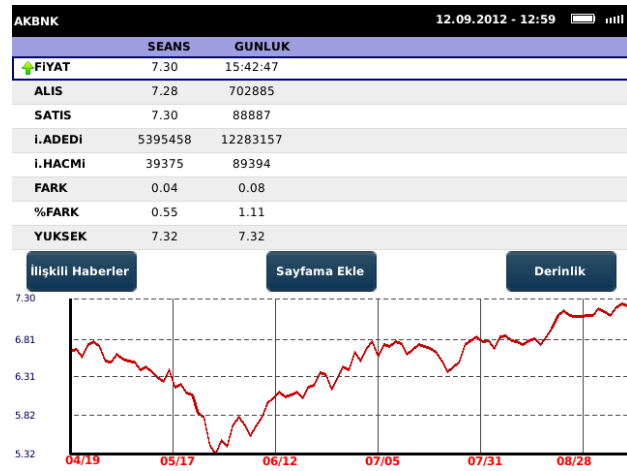 AKBNK 12.09.2012 - 12:59
SEANS GUNLUK
FiYAT 7.30 15:42:47
ALIS 7.28 702885
SATIS 7.30 88887
i.ADEDi 5395458 12283157
i.HACMi 39375 89394
FARK 0.04 0.08
%FARK 0.55 1.11
YUKSEK 7.32 7.32
İlişkili Haberler Sayfama Ekle Derinlik
7.30
6.81
6.31
5.82
5.32
04/19 05/17 06/12 07/05 07/31 08/28